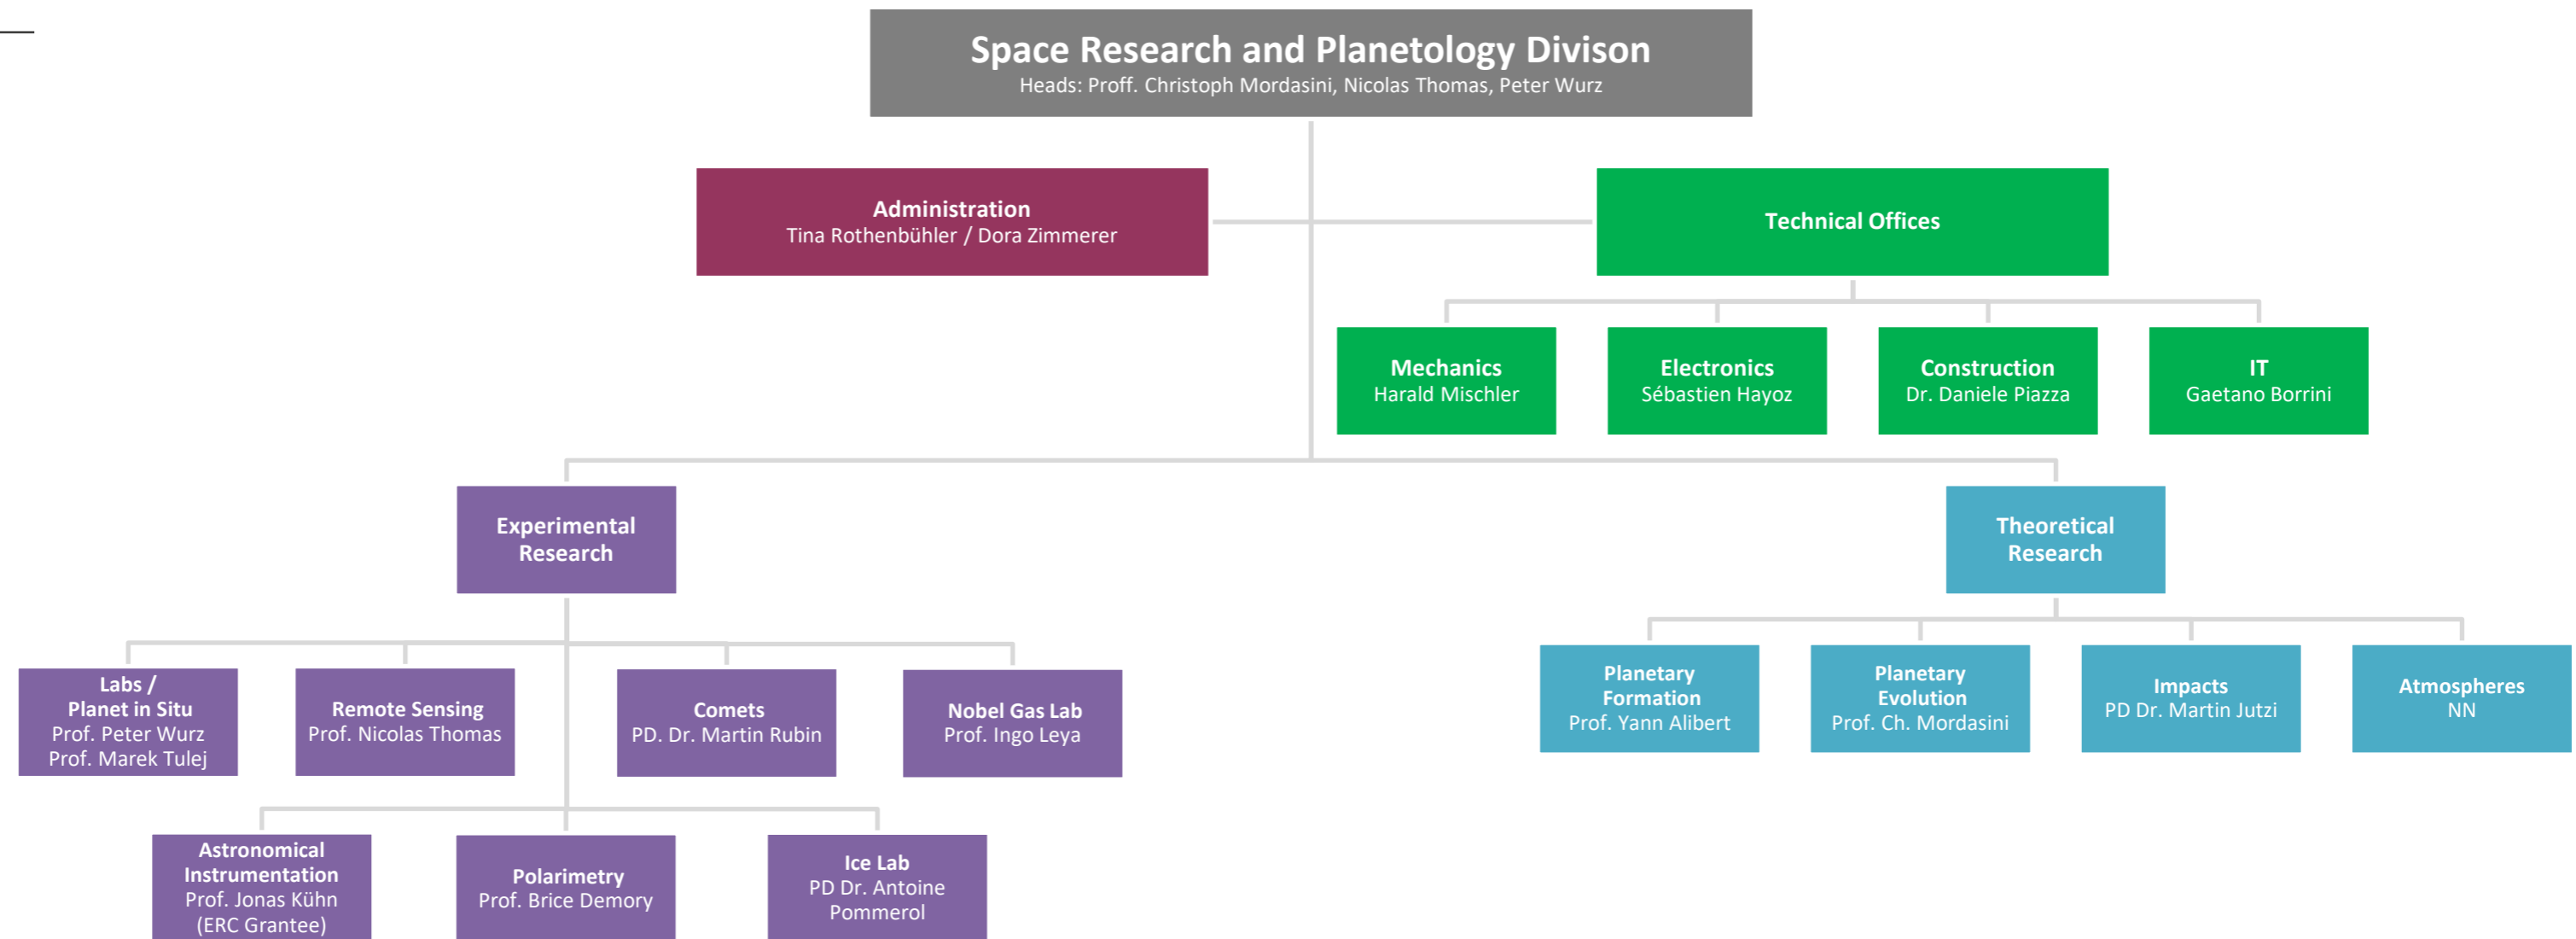 Space Research and Planetology Divison
Heads: Proff. Christoph Mordasini, Nicolas Thomas, Peter Wurz
Administration
Tina Rothenbühler / Dora Zimmerer
Technical Offices
Mechanics
Harald Mischler
Electronics
Sébastien Hayoz
Construction
Dr. Daniele Piazza
IT
Gaetano Borrini
Experimental
Research
Theoretical
Research
Labs /
Planet in Situ
Prof. Peter Wurz
Prof. Marek Tulej
Remote Sensing
Prof. Nicolas Thomas
Comets
PD. Dr. Martin Rubin
Nobel Gas Lab
Prof. Ingo Leya
Planetary
Formation
Prof. Yann Alibert
Planetary
Evolution
Prof. Ch. Mordasini
Impacts
PD Dr. Martin Jutzi
Atmospheres
NN
Astronomical
Instrumentation
Prof. Jonas Kühn
(ERC Grantee)
Polarimetry
Prof. Brice Demory
Ice Lab
PD Dr. Antoine
Pommerol